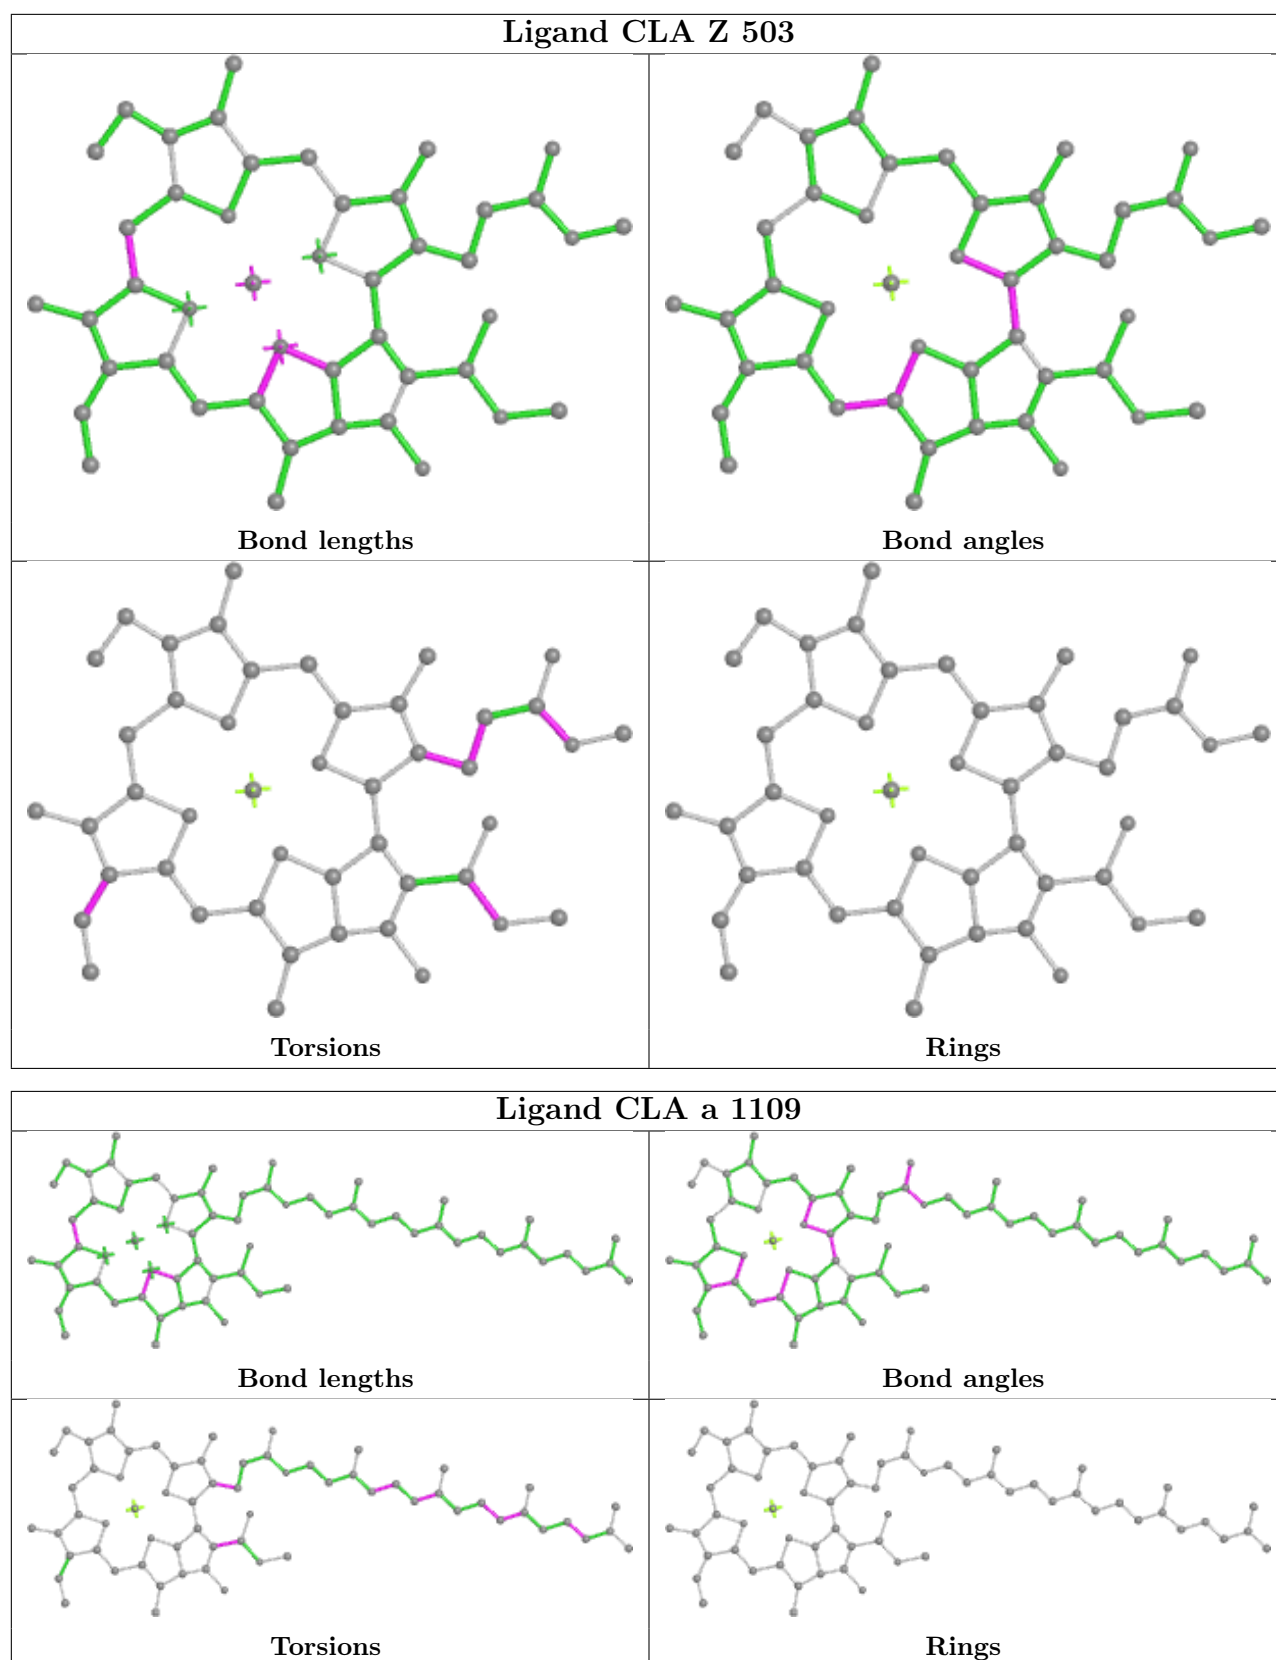 Ligand CLA Z 503
Bond lengths
Bond angles
Torsions
Rings
Ligand CLA a 1109
Bond lengths
Bond angles
Torsions
Rings